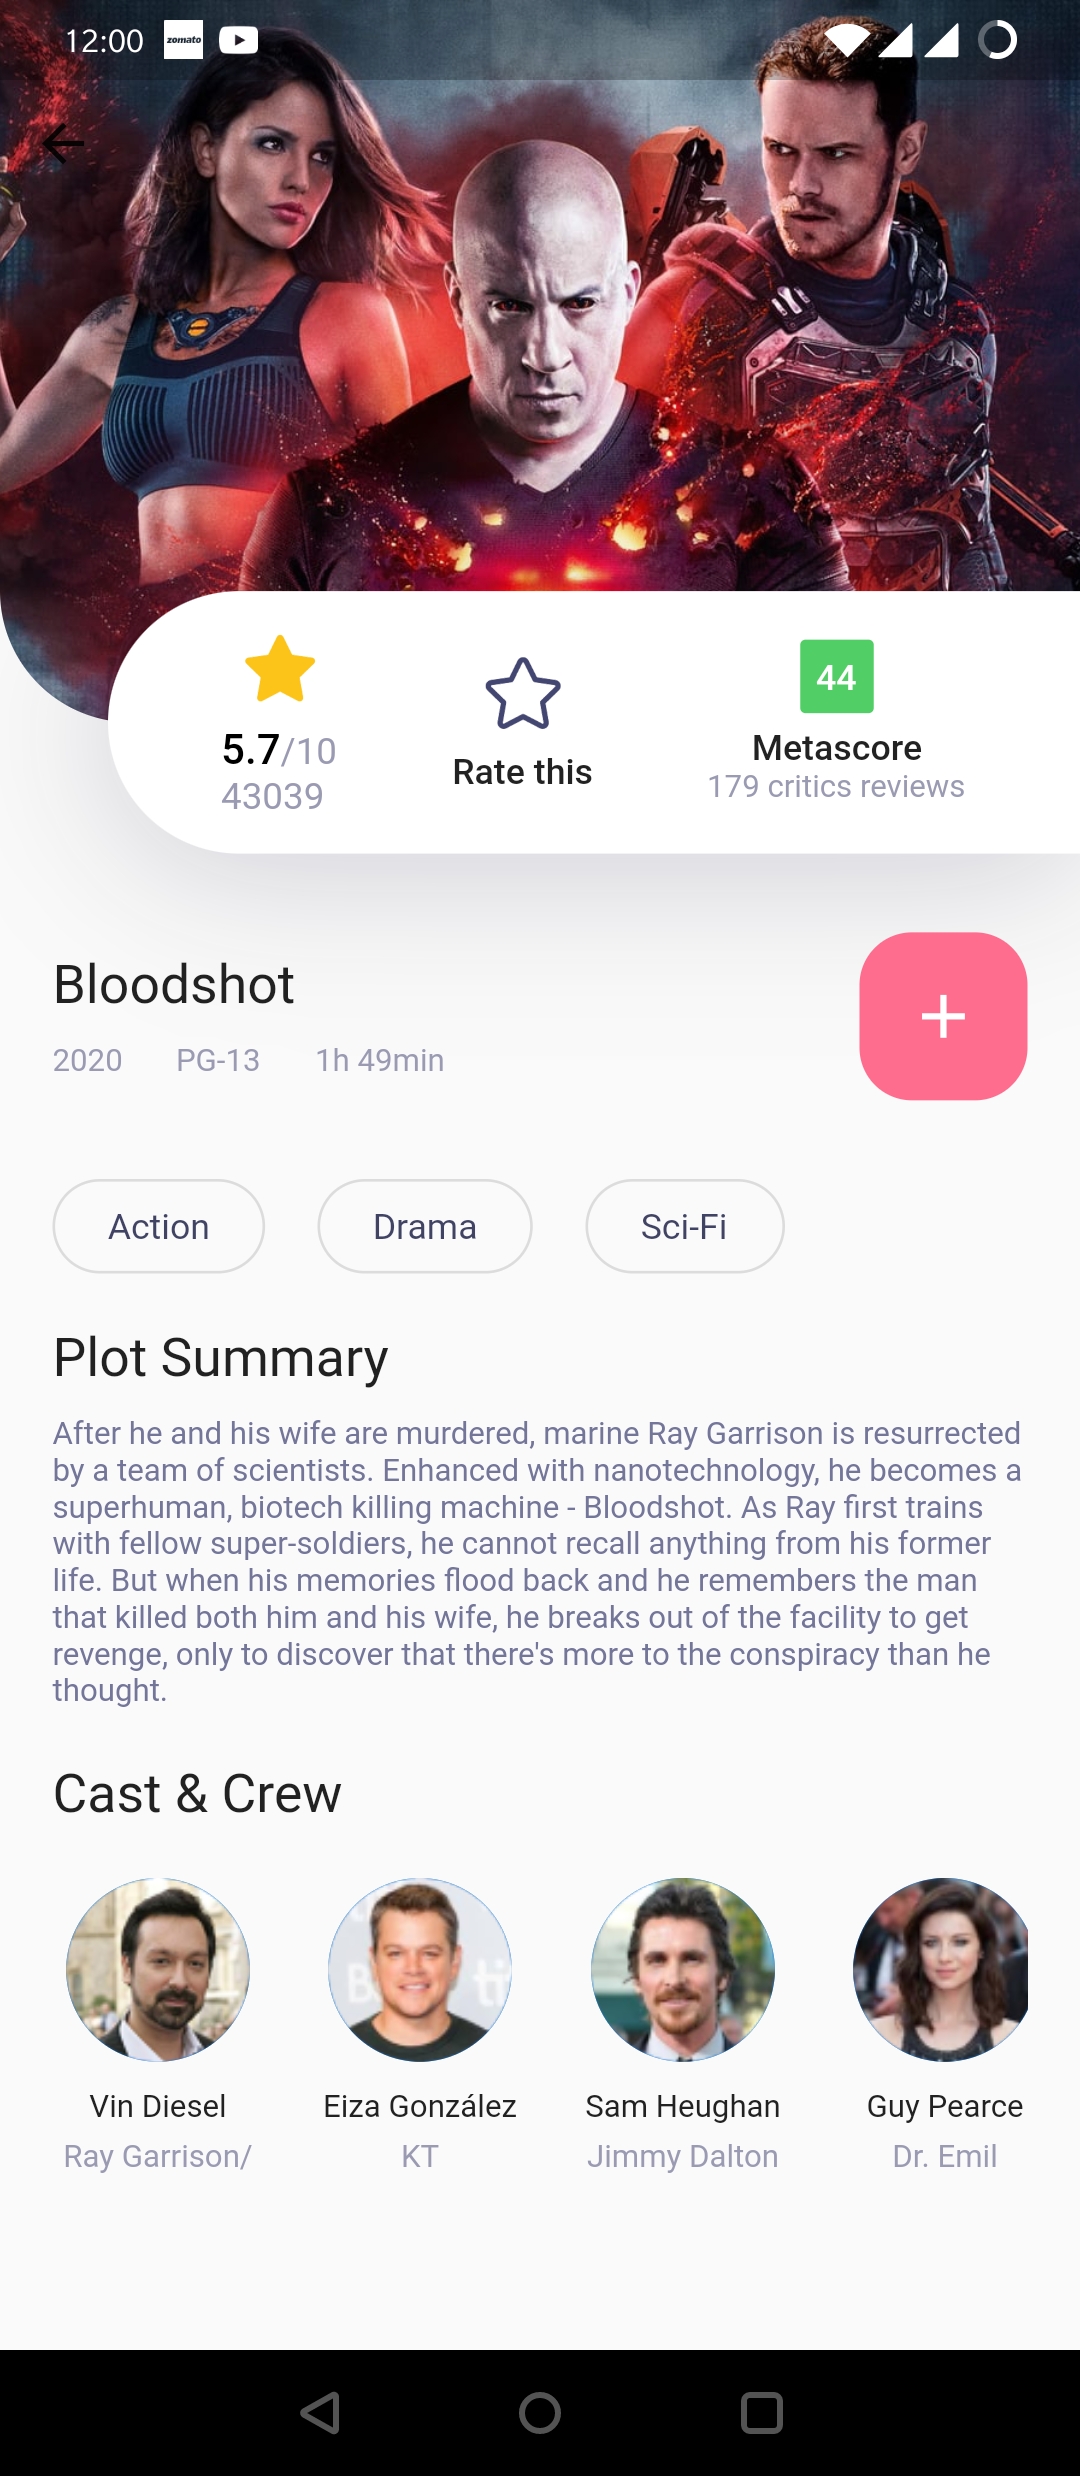 12:00 zomato
5.7/10
43039
Rate this
44
Metascore
179 critics reviews
Bloodshot
2020 PG-13 1h 49min
Action Drama Sci-Fi
Plot Summary
After he and his wife are murdered, marine Ray Garrison is resurrected
by a team of scientists. Enhanced with nanotechnology, he becomes a
superhuman, biotech killing machine - Bloodshot. As Ray first trains
with fellow super-soldiers, he cannot recall anything from his former
life. But when his memories flood back and he remembers the man
that killed both him and his wife, he breaks out of the facility to get
revenge, only to discover that there's more to the conspiracy than he
thought.
Cast & Crew
Vin Diesel Eiza González Sam Heughan Guy Pearce
Ray Garrison/ KT Jimmy Dalton Dr. Emil